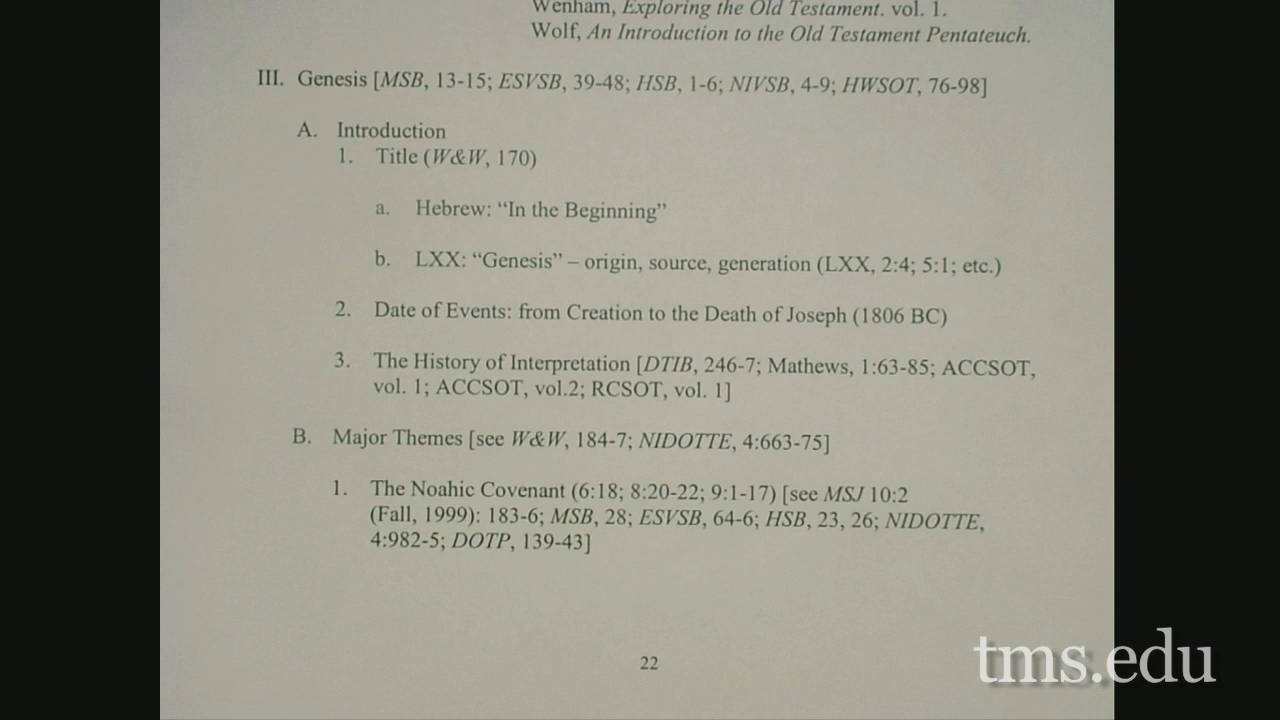 Wenham, Exploring the Old Testament. vol. 1.
Wolf, An Introduction to the Old Testament Pentateuch.
III. Genesis [MSB, 13-15; ESVSB, 39-48; HSB, 1-6; NIVSB, 4-9; HWSOT, 76-98]
A. Introduction
1. Title (W&W, 170)
a. Hebrew: “In the Beginning”
b. LXX: “Genesis” – origin, source, generation (LXX, 2:4; 5:1; etc.)
2. Date of Events: from Creation to the Death of Joseph (1806 BC)
3. The History of Interpretation [DTIB, 246-7; Mathews, 1:63-85; ACCSOT,
vol. 1; ACCSOT, vol.2; RCSOT, vol. 1]
B. Major Themes [see W&W, 184-7; NIDOTTE, 4:663-75]
1. The Noahic Covenant (6:18; 8:20-22; 9:1-17) [see MSJ 10:2
(Fall, 1999): 183-6; MSB, 28; ESVSB, 64-6; HSB, 23, 26; NIDOTTE,
4:982-5; DOTP, 139-43]
22
tms.edu